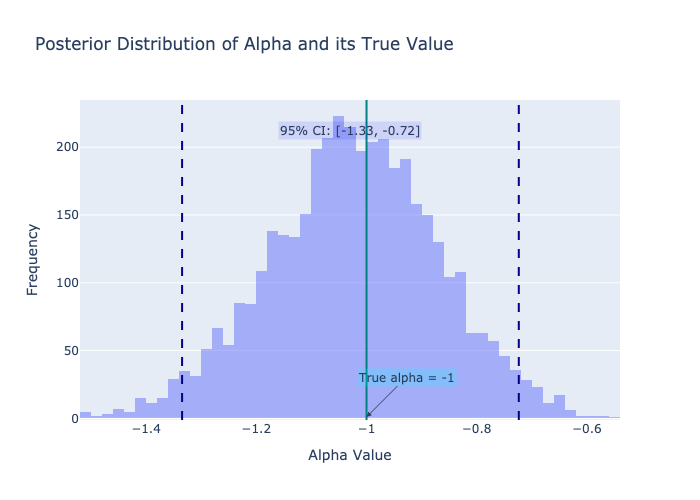 Posterior Distribution of Alpha and its True Value
95% CI: [-1.33, -0.72]
200
150
100
50
0
Frequency
True alpha = -1
−1.4
−1.2
−1
−0.8
−0.6
Alpha Value